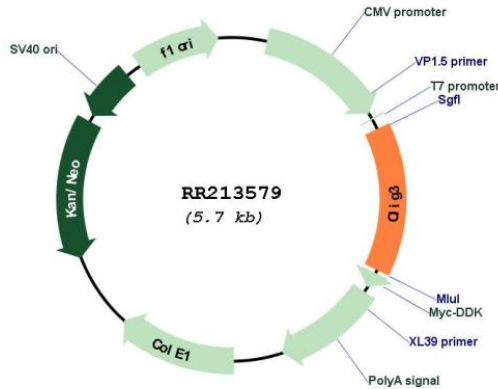 CMV promoter
VP1.5 primer
T7 promoter
SgfI
Olig3
MluI
Myc-DDK
XL39 primer
PolyA signal
Col E1
Kan/Neo
SV40 ori
f1 ori
RR213579
(5.7 kb)